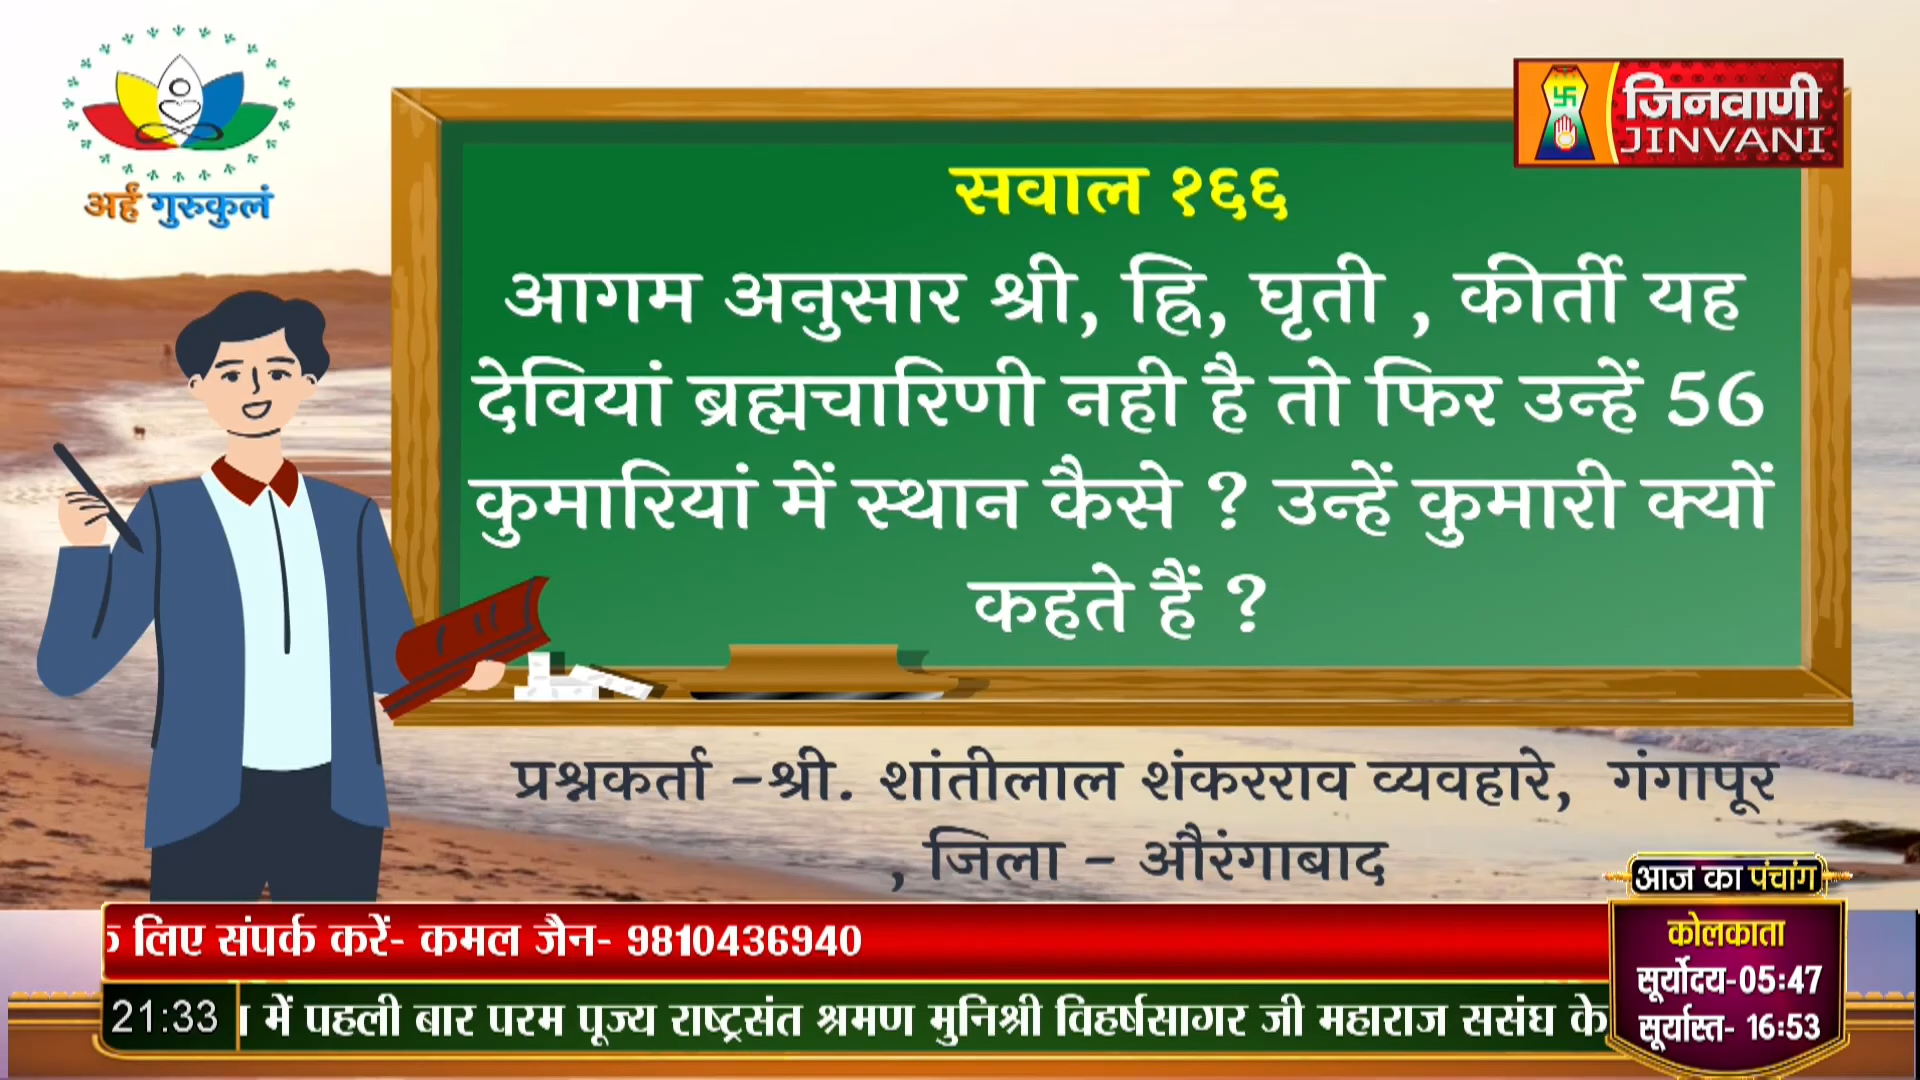 अर्हं गुरुकुलं
जिनवाणी
JINVANI
सवाल १६६
आगम अनुसार श्री, ह्रि, घृती , कीर्ती यह
देवियां ब्रह्मचारिणी नही है तो फिर उन्हें 56
कुमारियां में स्थान कैसे ? उन्हें कुमारी क्यों
कहते हैं ?
प्रश्नकर्ता –श्री. शांतीलाल शंकरराव व्यवहारे, गंगापूर
, जिला – औरंगाबाद
आज का पंचांग
कोलकाता
सूर्योदय-05:47
सूर्यास्त- 16:53
लिए संपर्क करें- कमल जैन- 9810436940
21:33
में पहली बार परम पूज्य राष्ट्रसंत श्रमण मुनिश्री विहर्षसागर जी महाराज ससंघ के